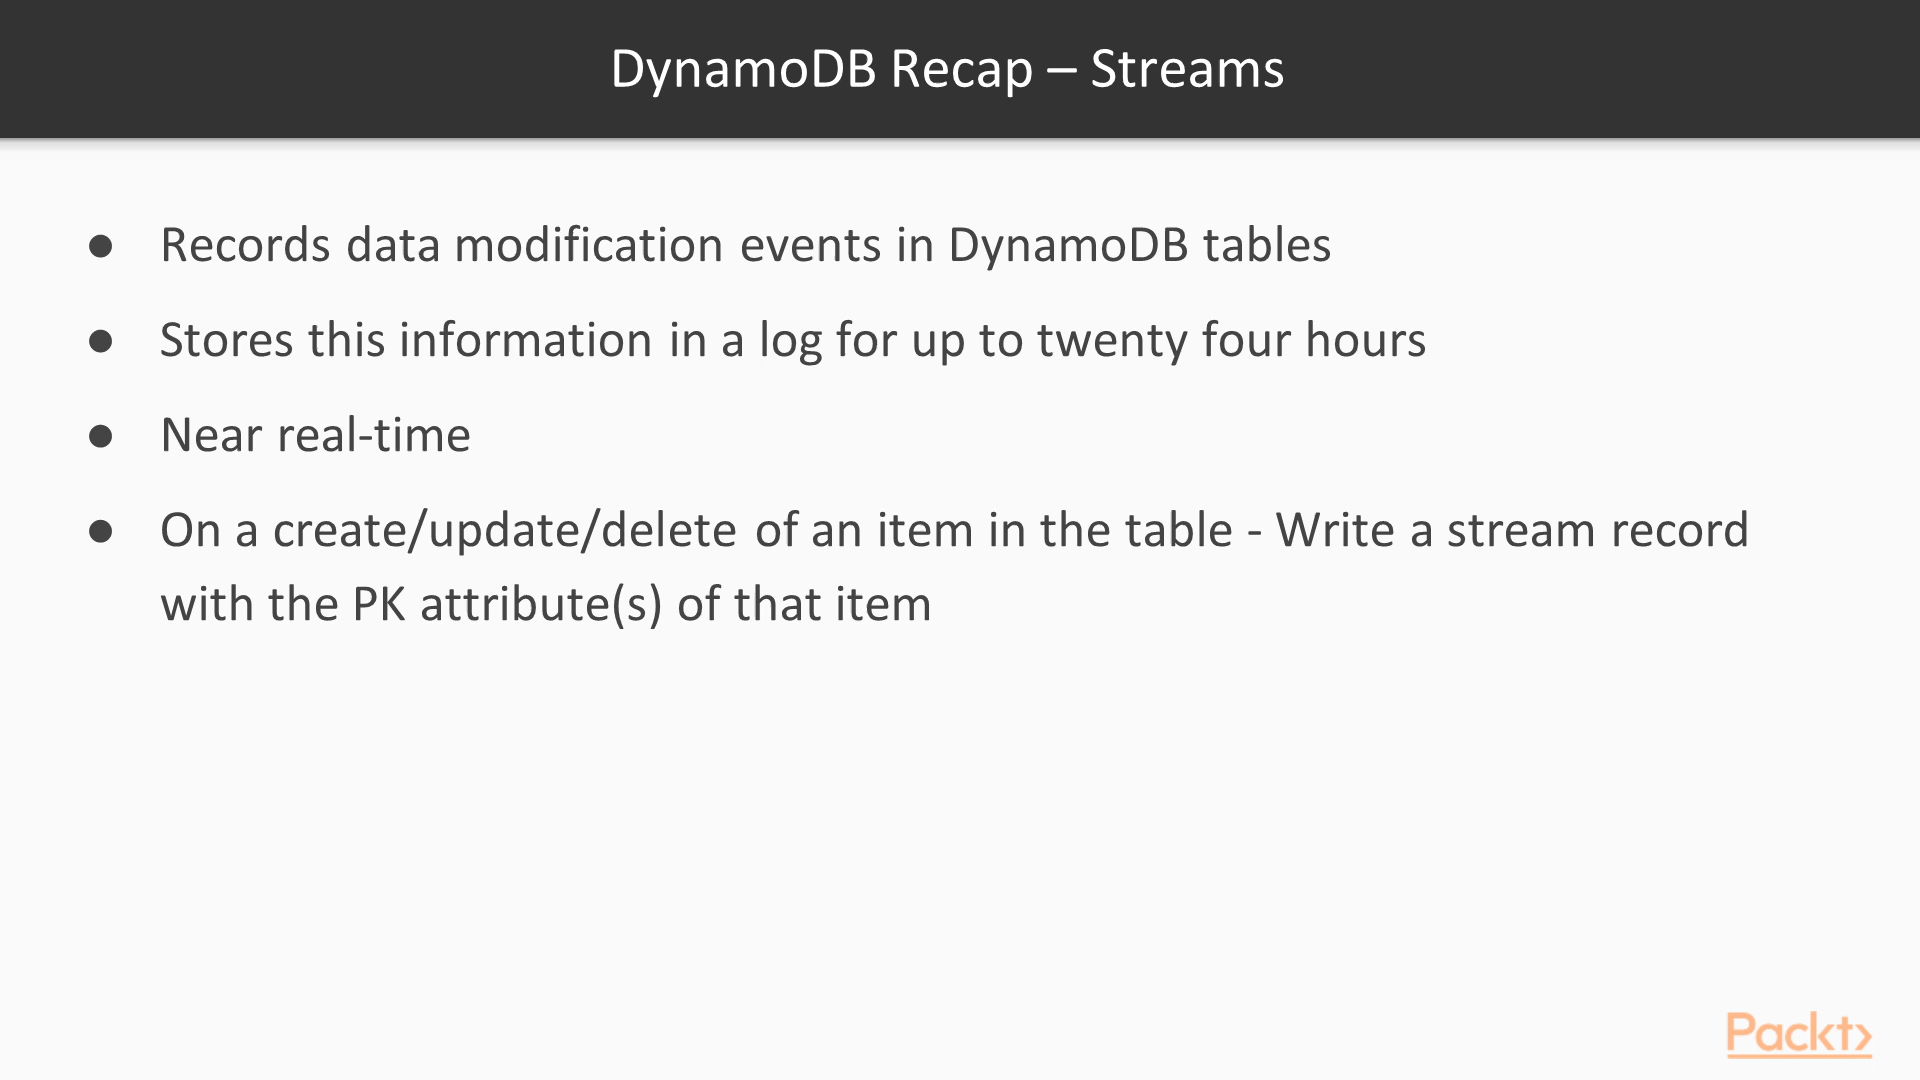 DynamoDB Recap – Streams
● Records data modification events in DynamoDB tables
● Stores this information in a log for up to twenty four hours
● Near real-time
● On a create/update/delete of an item in the table - Write a stream record
with the PK attribute(s) of that item
Packt>